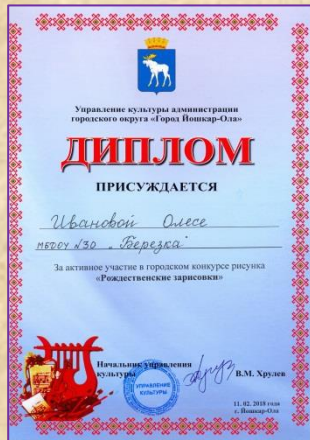 Управление культуры администрации
городского округа «Город Йошкар-Ола»
ДИПЛОМ
ПРИСУЖДАЕТСЯ
Ивановой Олесе
МБДОУ №30 „Березка"
За активное участие в городском конкурсе рисунка
«Рождественские зарисовки»
Начальник управления
культуры
В.М. Хрулев
УПРАВЛЕНИЕ
КУЛЬТУРЫ
11. 02. 2018 года
г. Йошкар-Ола